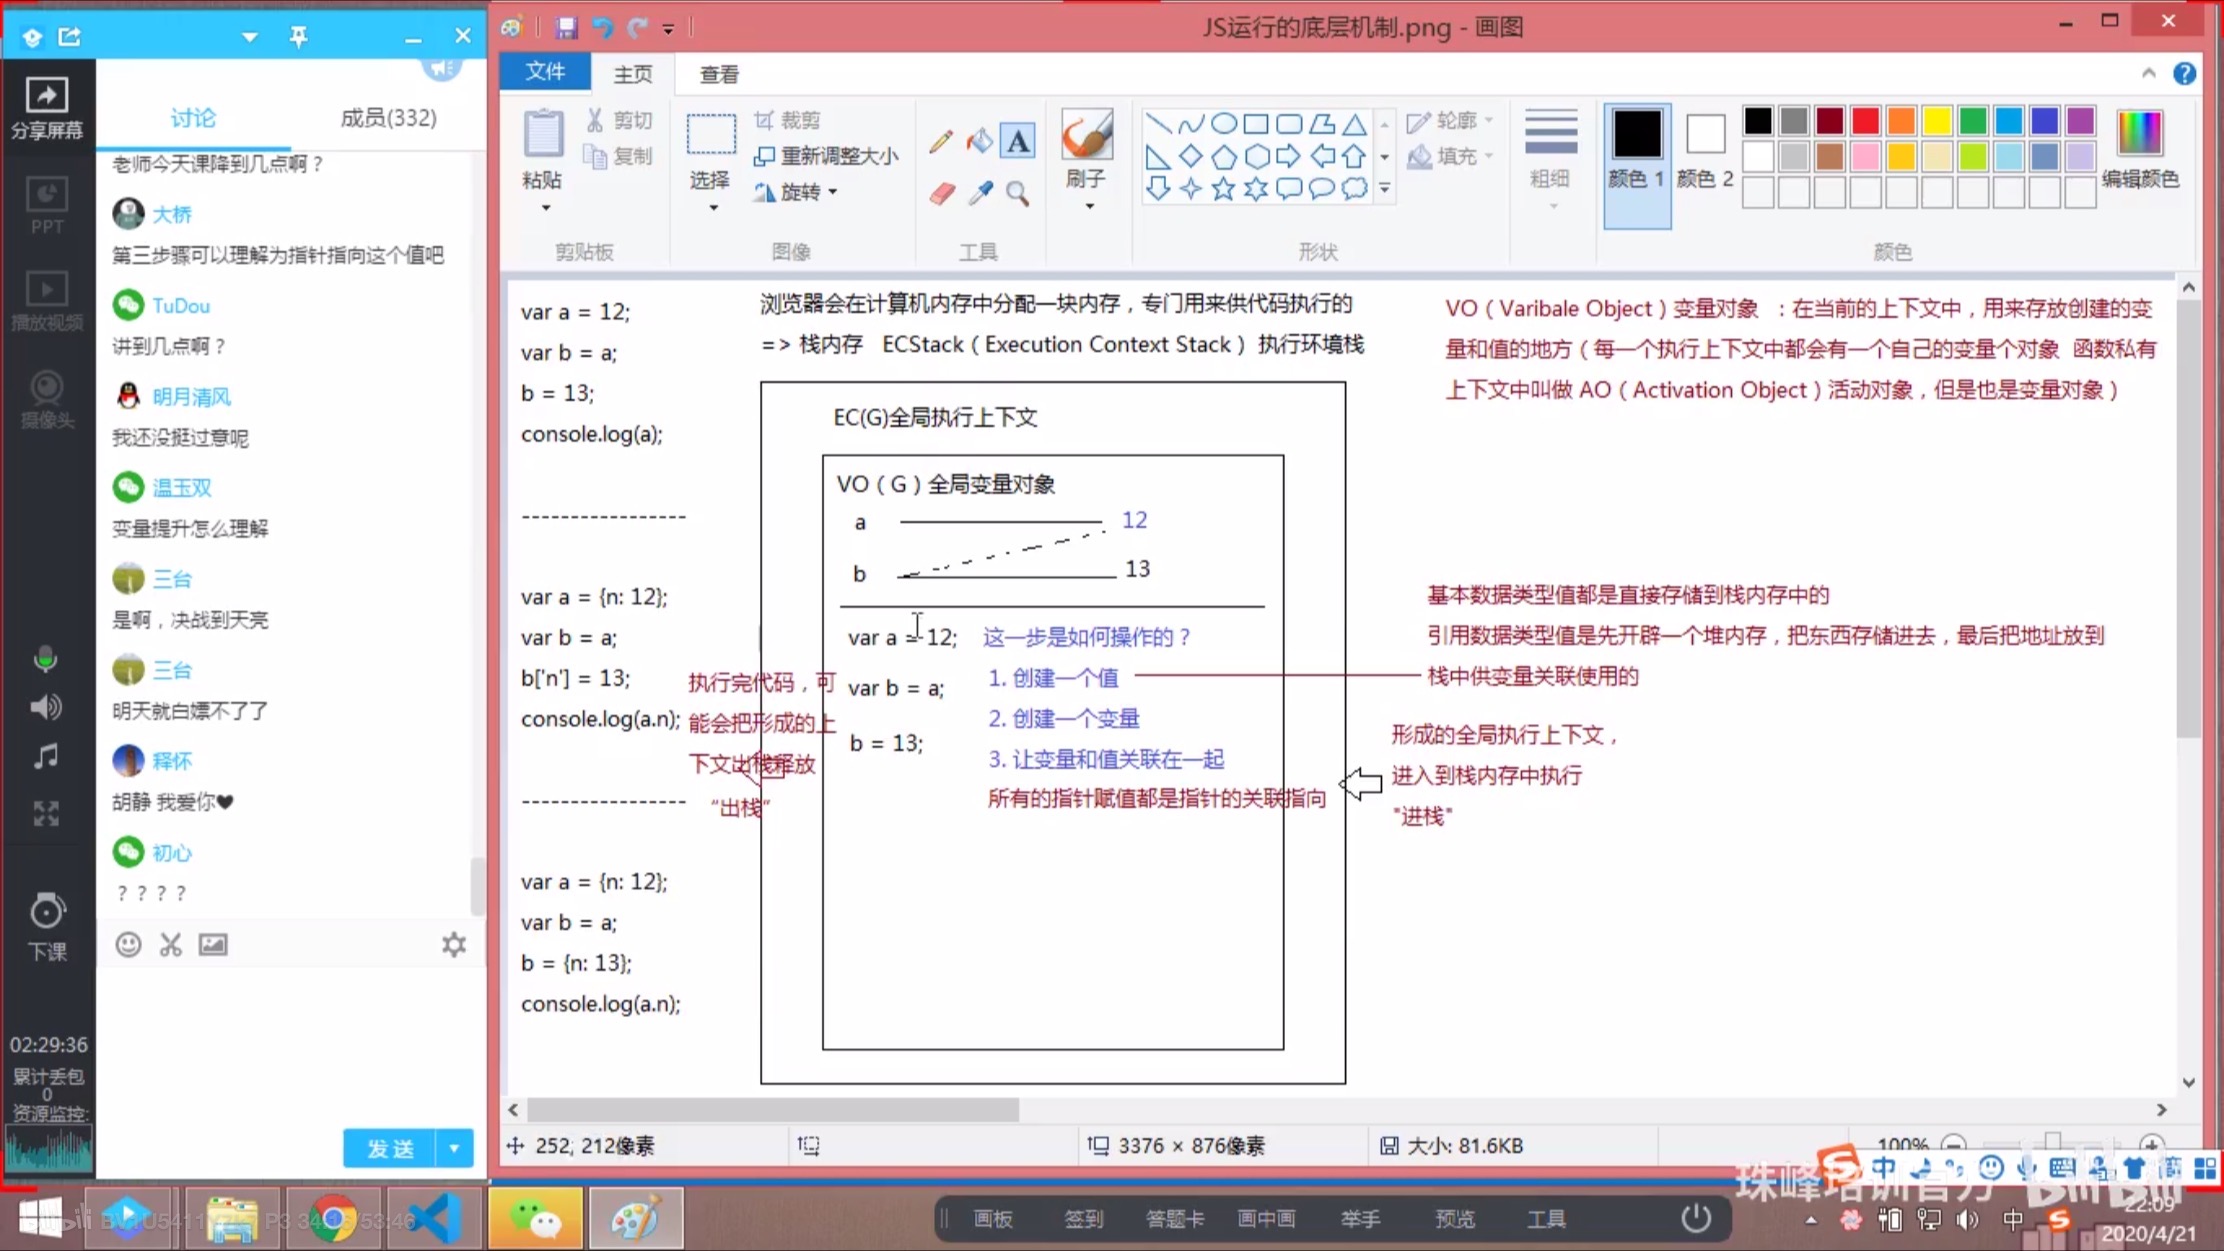 JS运行的底层机制.png - 画图
文件
主页
查看
粘贴
剪切
复制
剪贴板
选择
裁剪
重新调整大小
旋转
图像
工具
刷子
形状
轮廓
填充
粗细
颜色 1
颜色 2
编辑颜色
颜色
分享屏幕
PPT
播放视频
摄像头
下课
02:29:36
累计丢包
0
资源监控:
讨论
成员(332)
老师今天课降到几点啊？
大桥
第三步骤可以理解为指针指向这个值吧
TuDou
讲到几点啊？
明月清风
我还没挺过意呢
温玉双
变量提升怎么理解
三台
是啊，决战到天亮
三台
明天就白嫖不了了
释怀
胡静 我爱你❤
初心
？？？？
发送
var a = 12;
var b = a;
b = 13;
console.log(a);
-----------------
var a = {n: 12};
var b = a;
b['n'] = 13;
console.log(a.n);
-----------------
var a = {n: 12};
var b = a;
b = {n: 13};
console.log(a.n);
浏览器会在计算机内存中分配一块内存，专门用来供代码执行的
=> 栈内存 ECStack（Execution Context Stack）执行环境栈
EC(G)全局执行上下文
VO（G）全局变量对象
a 12
b 13
var a = 12; 这一步是如何操作的？
1. 创建一个值
var b = a;
2. 创建一个变量
b = 13;
3. 让变量和值关联在一起
所有的指针赋值都是指针的关联指向
执行完代码，可
能会把形成的上
下文出栈释放
“出栈”
VO（Varibale Object）变量对象 ：在当前的上下文中，用来存放创建的变
量和值的地方（每一个执行上下文中都会有一个自己的变量个对象 函数私有
上下文中叫做 AO（Activation Object）活动对象，但是也是变量对象）
基本数据类型值都是直接存储到栈内存中的
引用数据类型值是先开辟一个堆内存，把东西存储进去，最后把地址放到
栈中供变量关联使用的
形成的全局执行上下文，
进入到栈内存中执行
"进栈"
252, 212像素
3376 × 876像素
大小: 81.6KB
100%
珠峰培训官方
bilibili
P3 34:16/53:46
画板
签到
答题卡
画中画
举手
预览
工具
中
22:09
2020/4/21